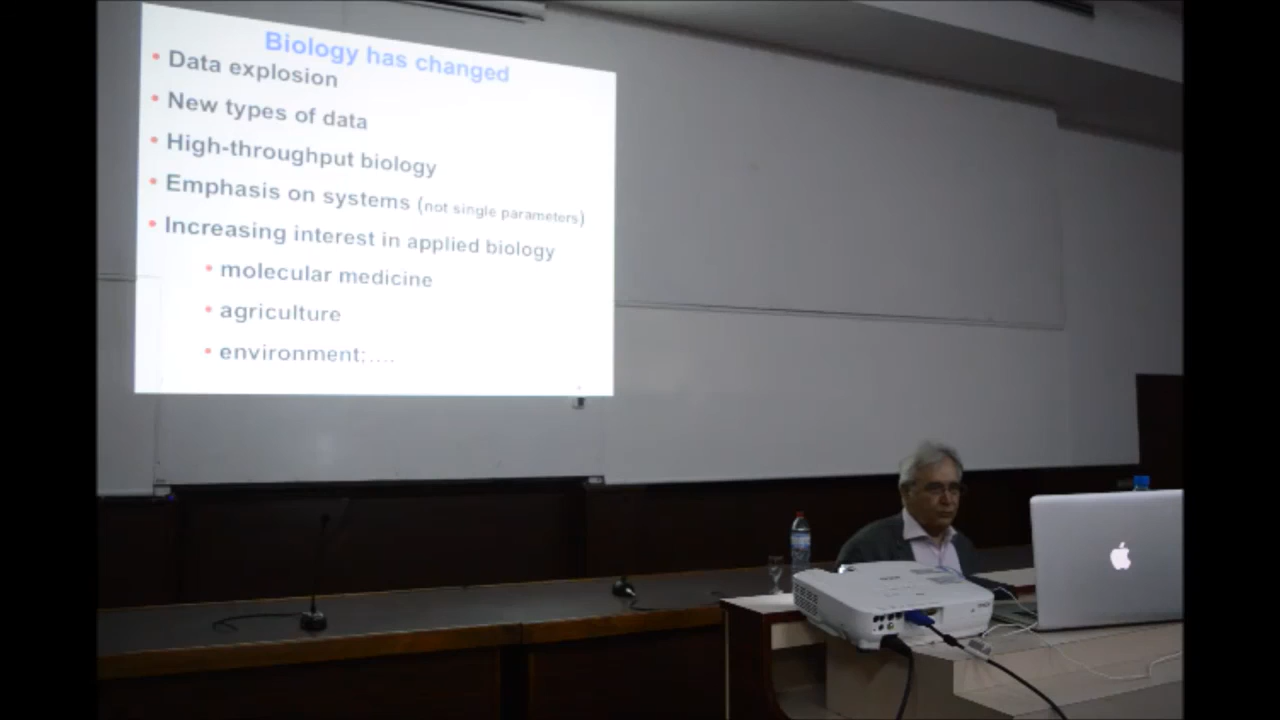 Biology has changed
• Data explosion
• New types of data
• High-throughput biology
• Emphasis on systems (not single parameters)
• Increasing interest in applied biology
• molecular medicine
• agriculture
• environment;....